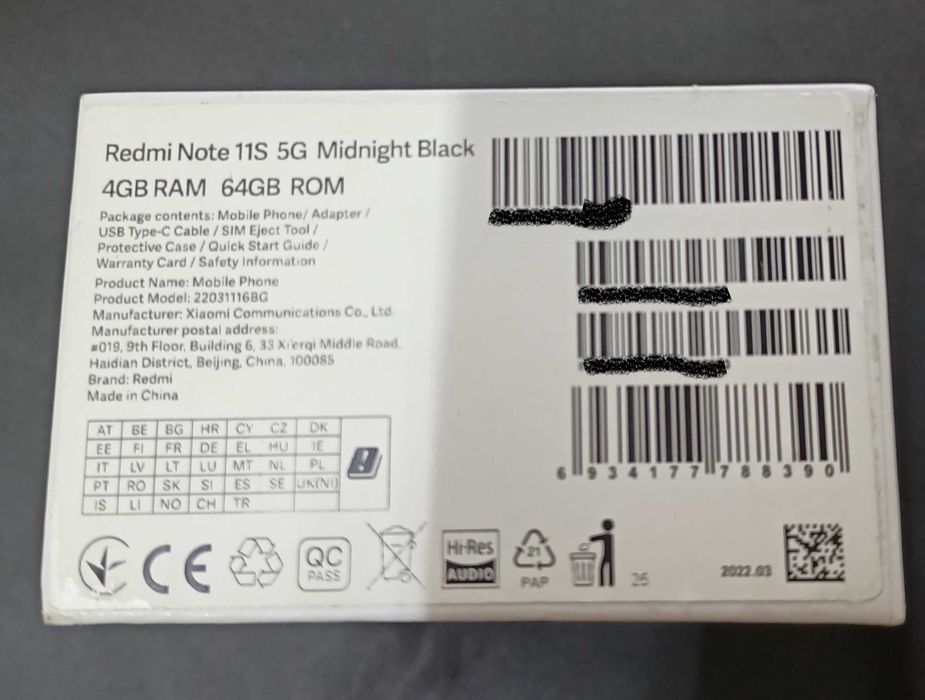 Redmi Note 11S 5G Midnight Black
4GB RAM 64GB ROM
Package contents: Mobile Phone/ Adapter /
USB Type-C Cable / SIM Eject Tool /
Protective Case / Quick Start Guide /
Warranty Card / Safety Information
Product Name: Mobile Phone
Product Model: 22031116BG
Manufacturer: Xiaomi Communications Co., Ltd.
Manufacturer postal address:
#019, 9th Floor, Building 6, 33 Xi'erqi Middle Road,
Haidian District, Beijing, China, 100085
Brand: Redmi
Made in China
AT BE BG HR CY CZ DK
EE FI FR DE EL HU IE
IT LV LT LU MT NL PL
PT RO SK SI ES SE UK(NI)
IS LI NO CH TR
6 934177 788390
CE
QC
PASS
Hi-Res
AUDIO
21
PAP
26
2022.03